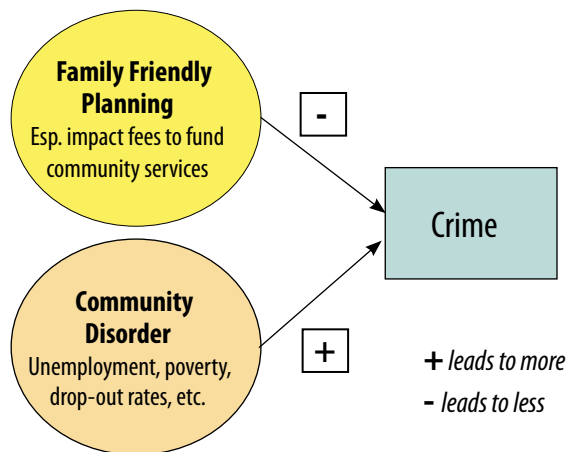 Family Friendly
Planning
Esp. impact fees to fund
community services
-
Crime
Community
Disorder
Unemployment, poverty,
drop-out rates, etc.
+
+ leads to more
- leads to less